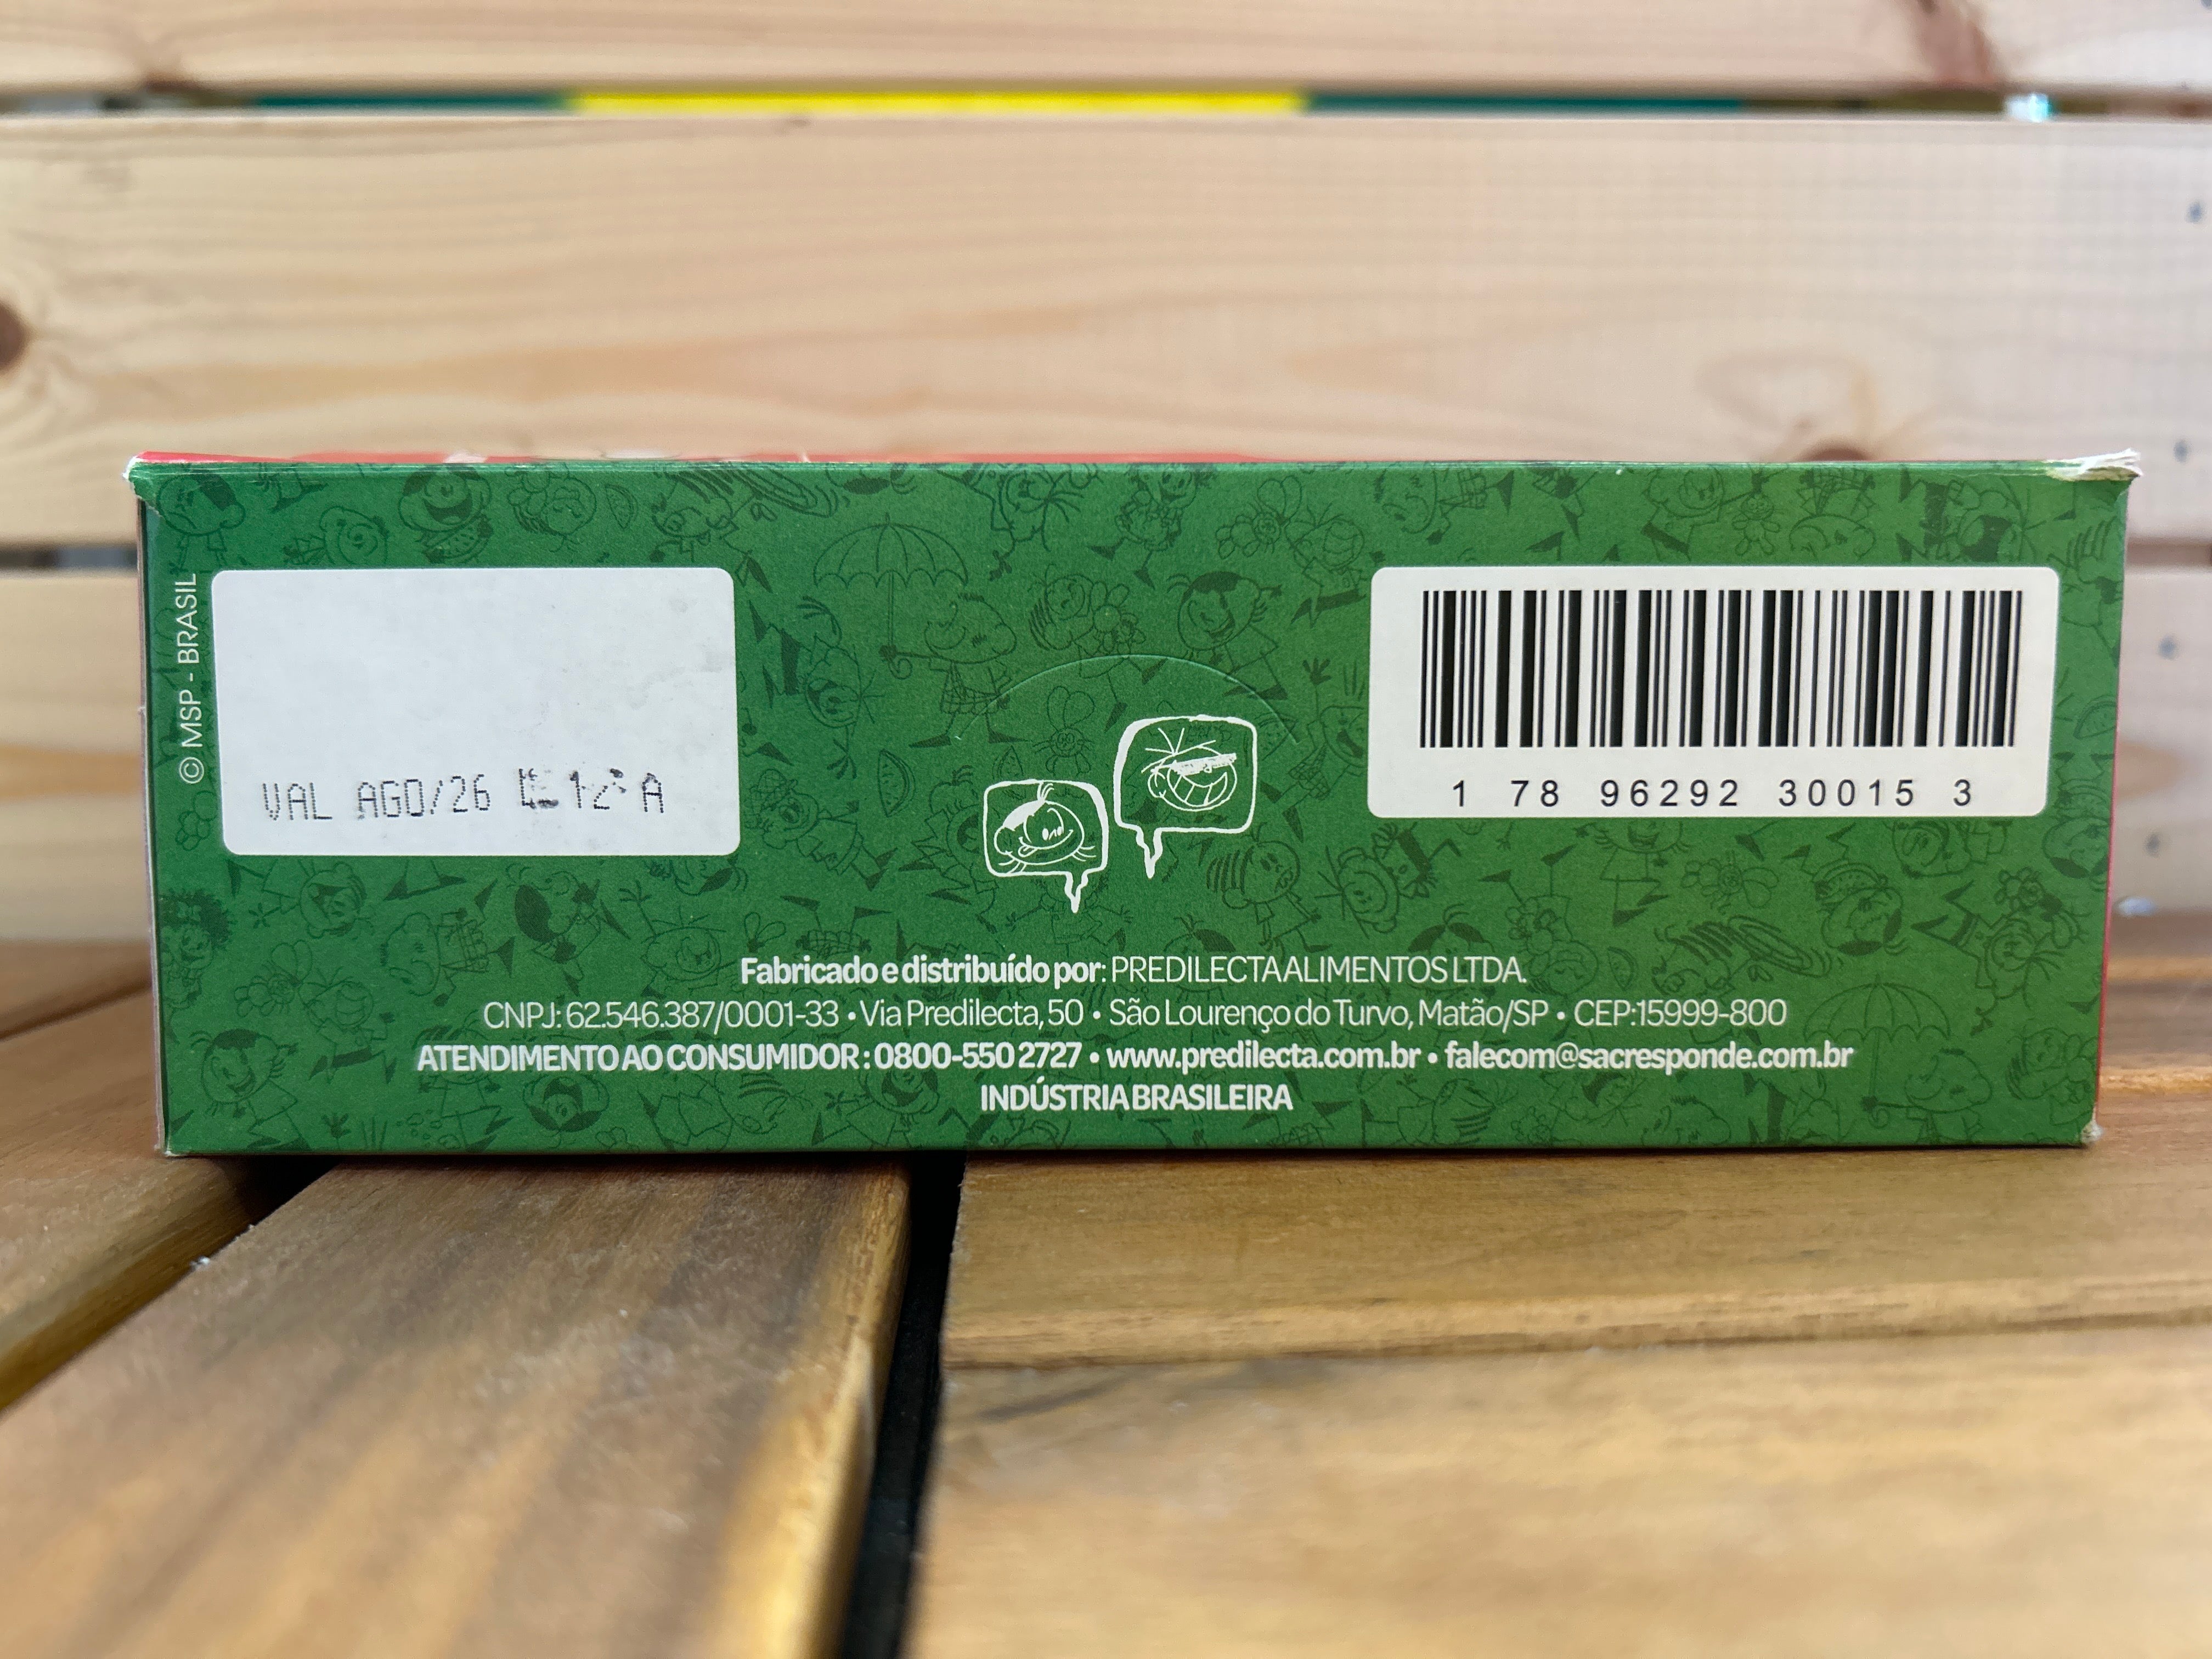 © MSP - BRASIL
VAL AGO/26
1 78 96292 30015 3
Fabricado e distribuído por: PREDILECTA ALIMENTOS LTDA.
CNPJ: 62.546.387/0001-33 • Via Predilecta, 50 • São Lourenço do Turvo, Matão/SP • CEP:15999-800
ATENDIMENTO AO CONSUMIDOR : 0800-550 2727 • www.predilecta.com.br • falecom@sacresponde.com.br
INDÚSTRIA BRASILEIRA